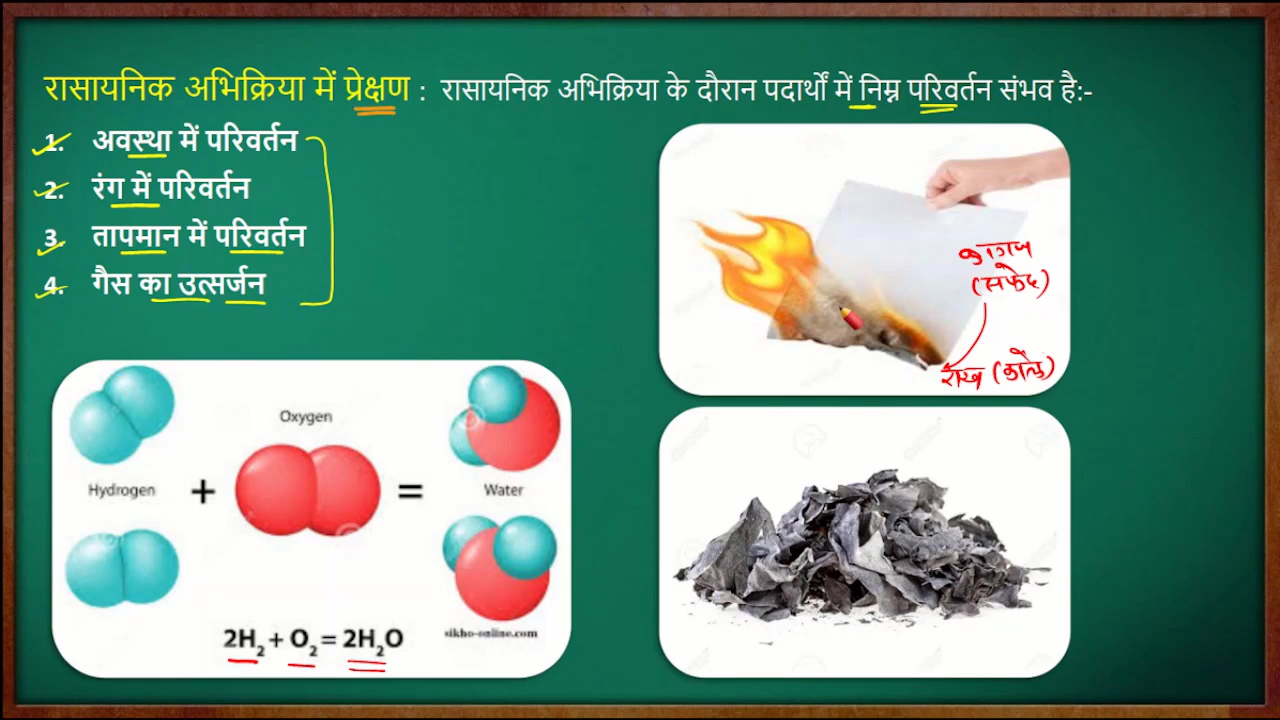 रासायनिक अभिक्रिया में प्रेक्षण : रासायनिक अभिक्रिया के दौरान पदार्थों में निम्न परिवर्तन संभव है:-
1. अवस्था में परिवर्तन
2. रंग में परिवर्तन
3. तापमान में परिवर्तन
4. गैस का उत्सर्जन
कागज
(सफेद)
राख (काले)
Oxygen
Hydrogen + = Water
sikho-online.com
2H₂ + O₂ = 2H₂O